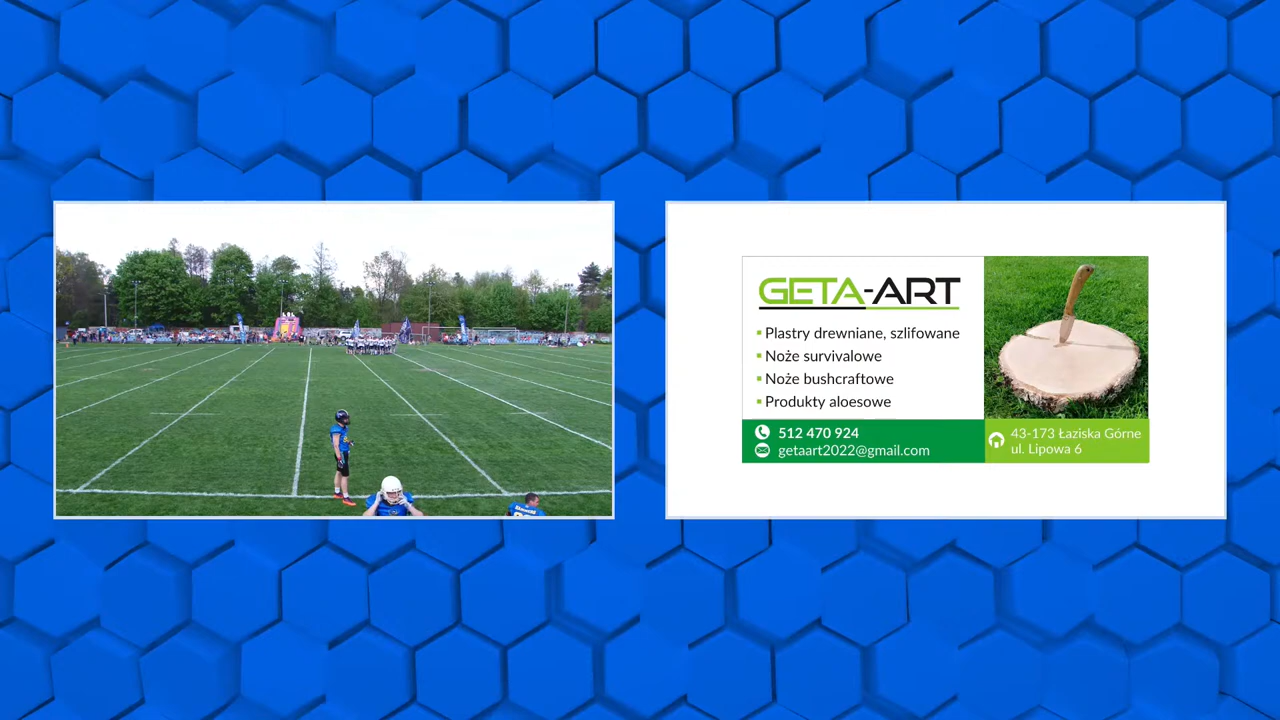 GETA-ART
Plastry drewniane, szlifowane
Noże survivalowe
Noże bushcraftowe
Produkty aloesowe
512 470 924
getaart2022@gmail.com
43-173 Łaziska Górne
ul. Lipowa 6